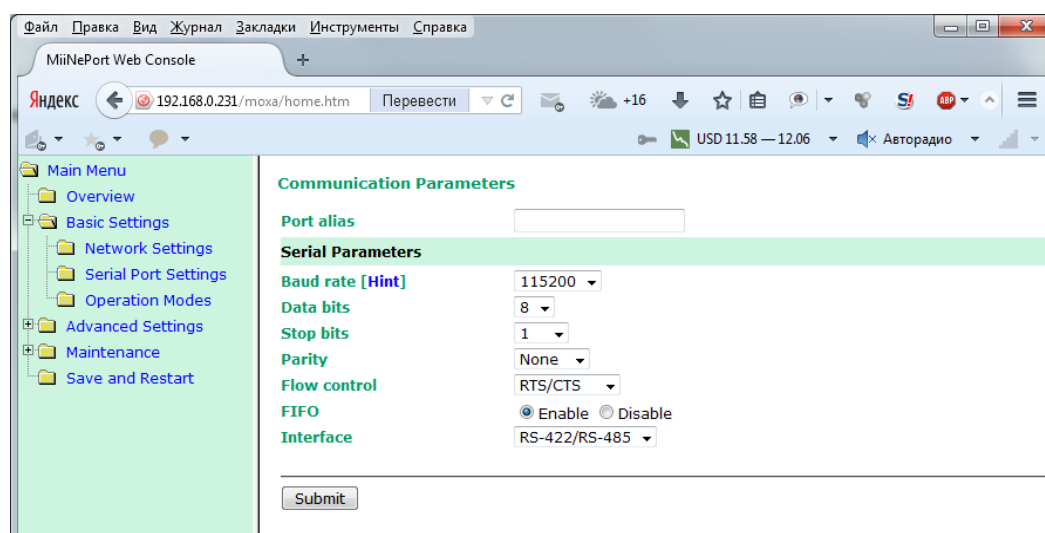 Файл Правка Вид Журнал Закладки Инструменты Справка
MiiNePort Web Console
Яндекс 192.168.0.231/moxa/home.htm Перевести +16 S! ABP
USD 11.58 — 12.06 Авторадио
Main Menu
Overview
Basic Settings
Network Settings
Serial Port Settings
Operation Modes
Advanced Settings
Maintenance
Save and Restart
Communication Parameters
Port alias
Serial Parameters
Baud rate [Hint] 115200
Data bits 8
Stop bits 1
Parity None
Flow control RTS/CTS
FIFO Enable Disable
Interface RS-422/RS-485
Submit